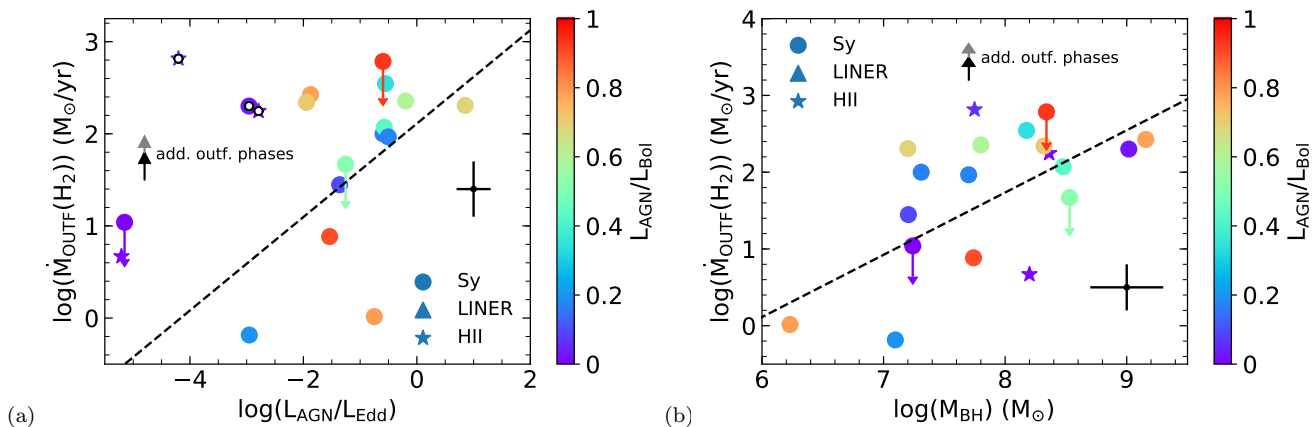 3
2
1
0
−4
−2
0
2
log(Ṁ_OUTF(H₂)) (M⊙/yr)
log(L_AGN/L_Edd)
add. outf. phases
Sy
LINER
HII
1
0.8
0.6
0.4
0.2
0
L_AGN/L_Bol
(a)
4
3
2
1
0
6
7
8
9
log(Ṁ_OUTF(H₂)) (M⊙/yr)
log(M_BH) (M⊙)
Sy
LINER
HII
add. outf. phases
1
0.8
0.6
0.4
0.2
0
L_AGN/L_Bol
(b)